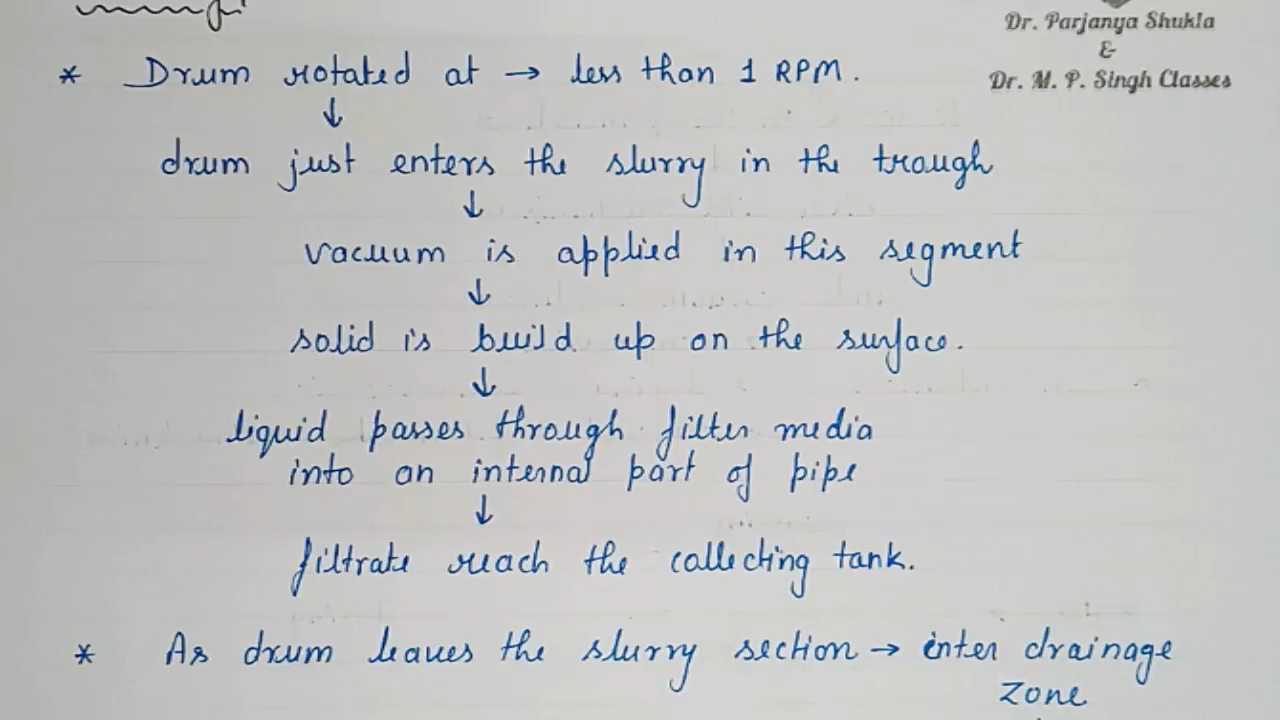 Dr. Parjanya Shukla
&
Dr. M. P. Singh Classes
* Drum rotated at → less than 1 RPM.
↓
drum just enters the slurry in the trough
↓
vacuum is applied in this segment
↓
solid is build up on the surface.
↓
liquid passes through filter media
into an internal part of pipe
↓
filtrate reach the collecting tank.
* As drum leaves the slurry section → enter drainage
zone